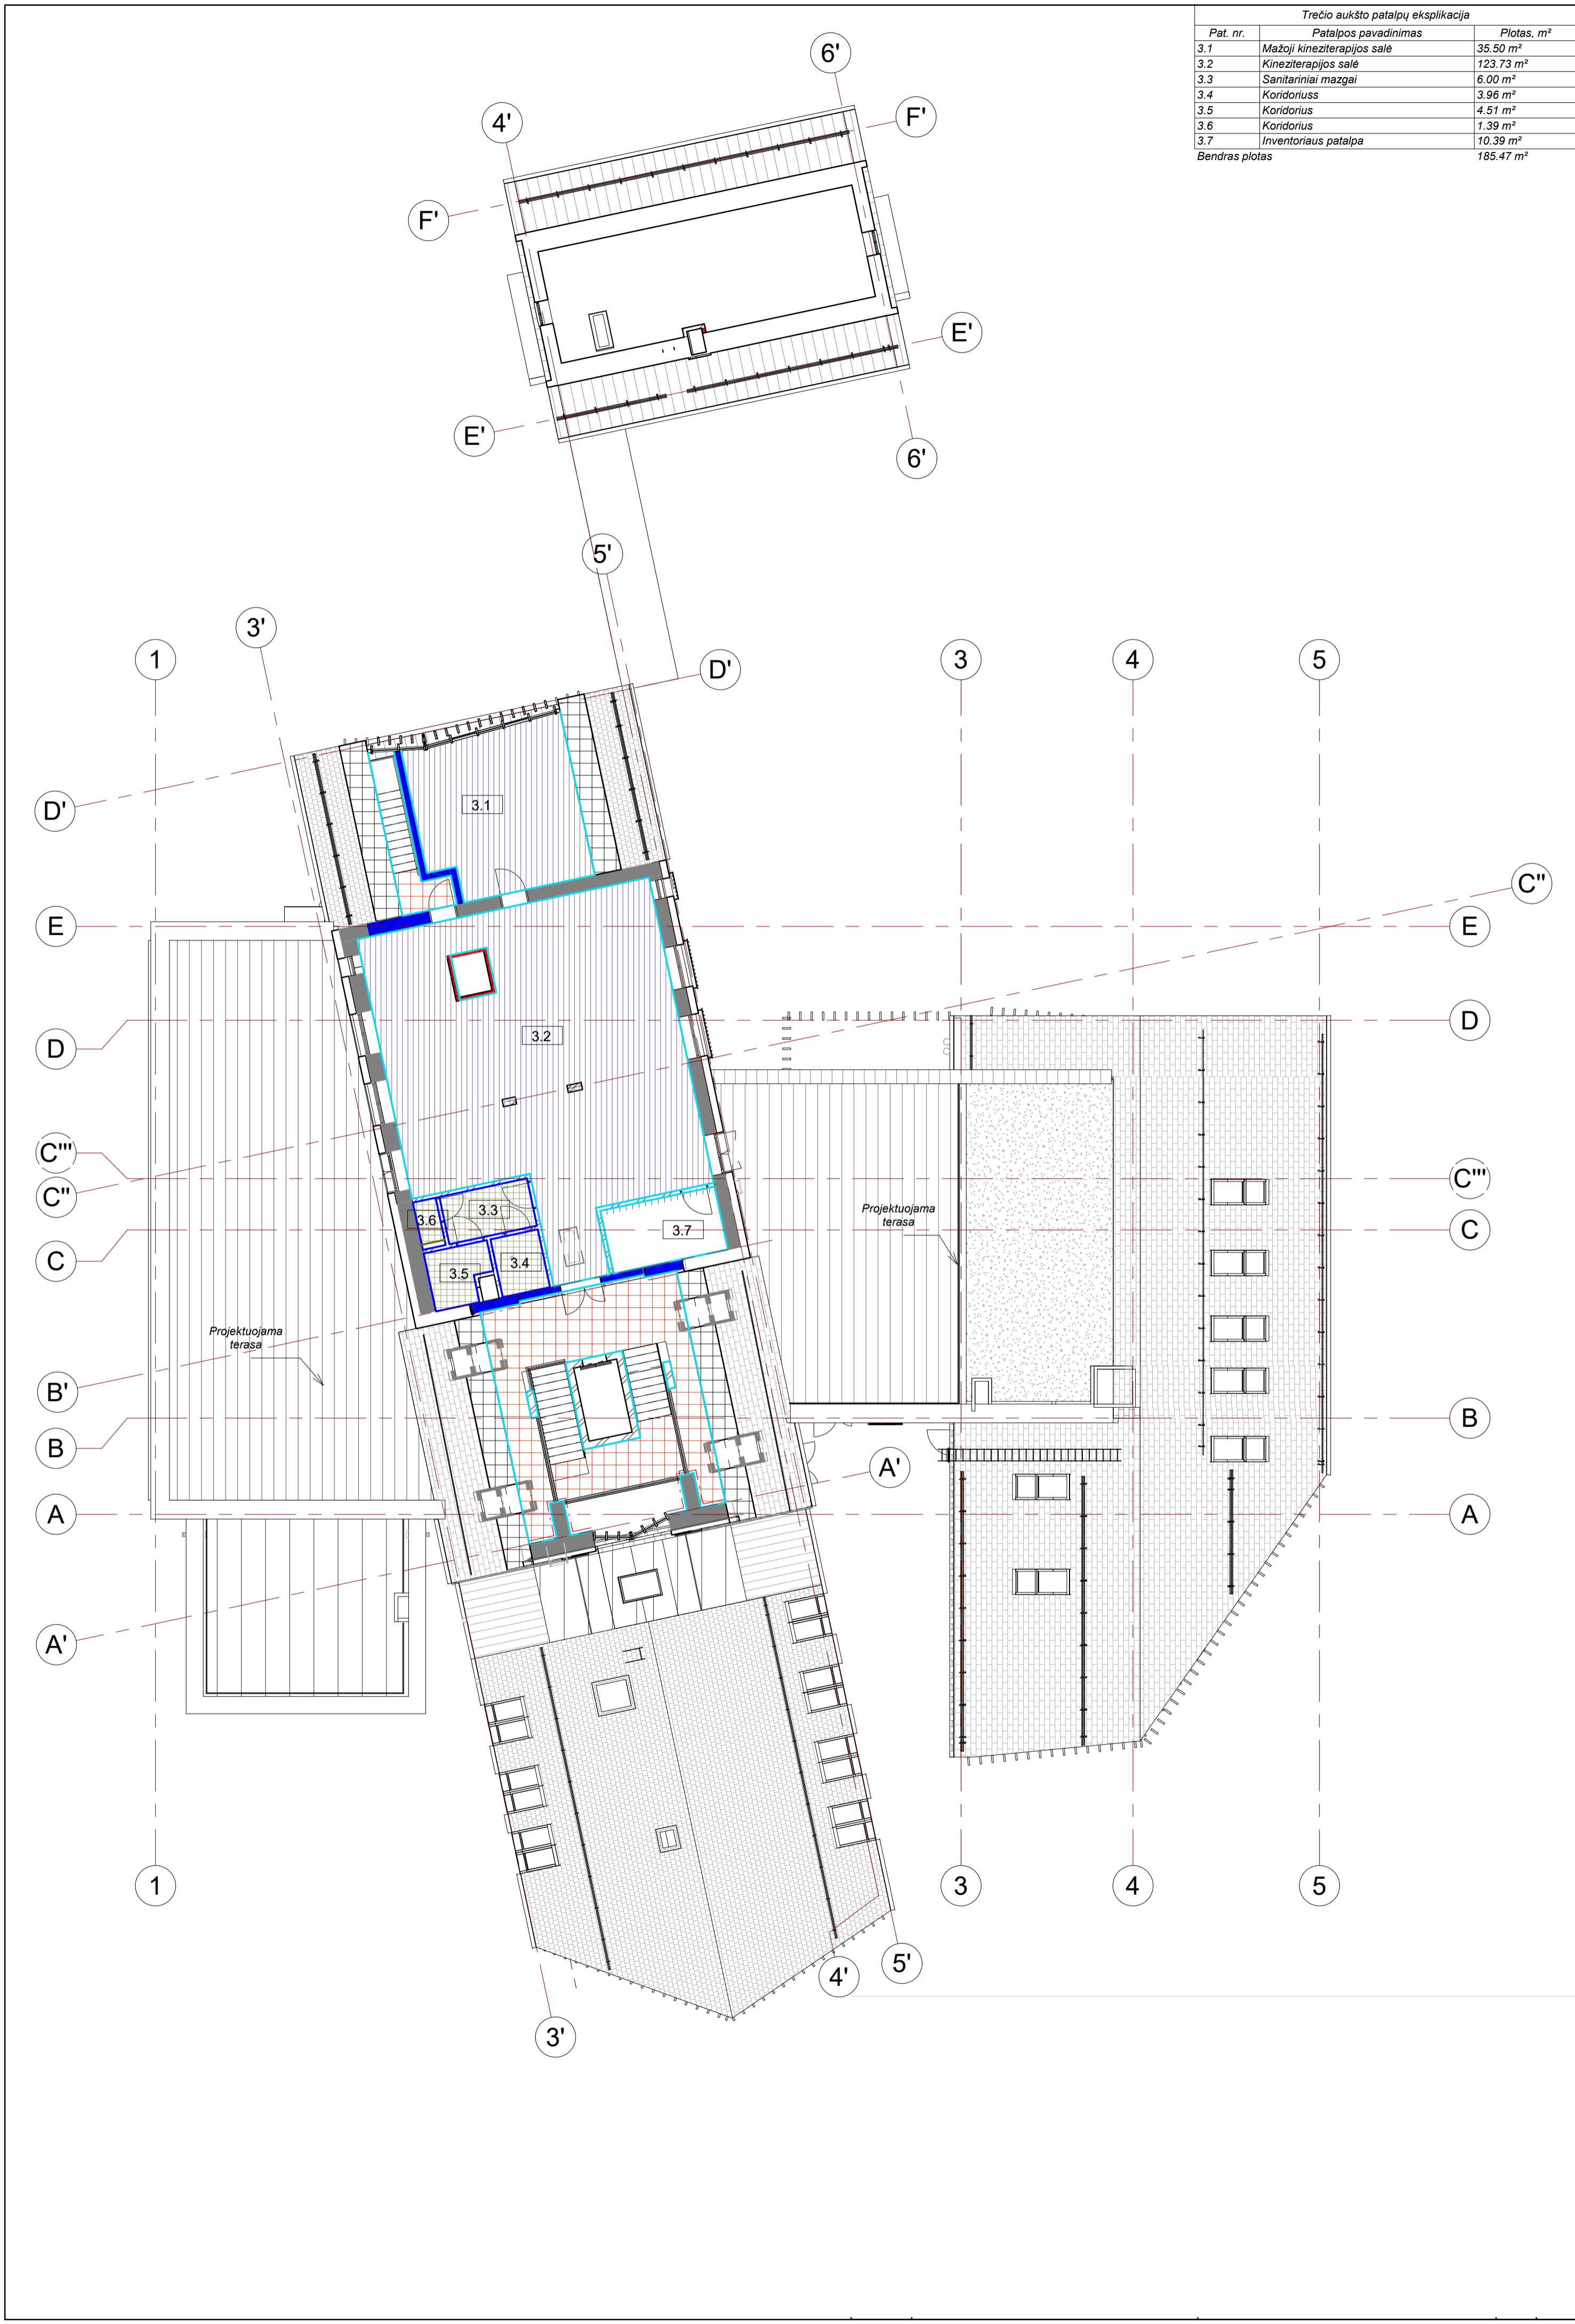 Trečio aukšto patalpų eksplikacija
Pat. nr. Patalpos pavadinimas Plotas, m²
3.1 Mažoji kineziterapijos salė 35.50 m²
3.2 Kineziterapijos salė 123.73 m²
3.3 Sanitariniai mazgai 6.00 m²
3.4 Koridoriuss 3.96 m²
3.5 Koridorius 4.51 m²
3.6 Koridorius 1.39 m²
3.7 Inventoriaus patalpa 10.39 m²
Bendras plotas 185.47 m²
6'
4'
F'
F'
E'
E'
6'
5'
3'
1
3
4
5
D'
D'
3.1
C"
E
E
D
D
3.2
C'''
C'''
C"
3.6
3.3
3.7
Projektuojama
terasa
C
C
3.5
3.4
Projektuojama
terasa
B'
B
B
A'
A
A
A'
1
3
4
5
5'
4'
3'